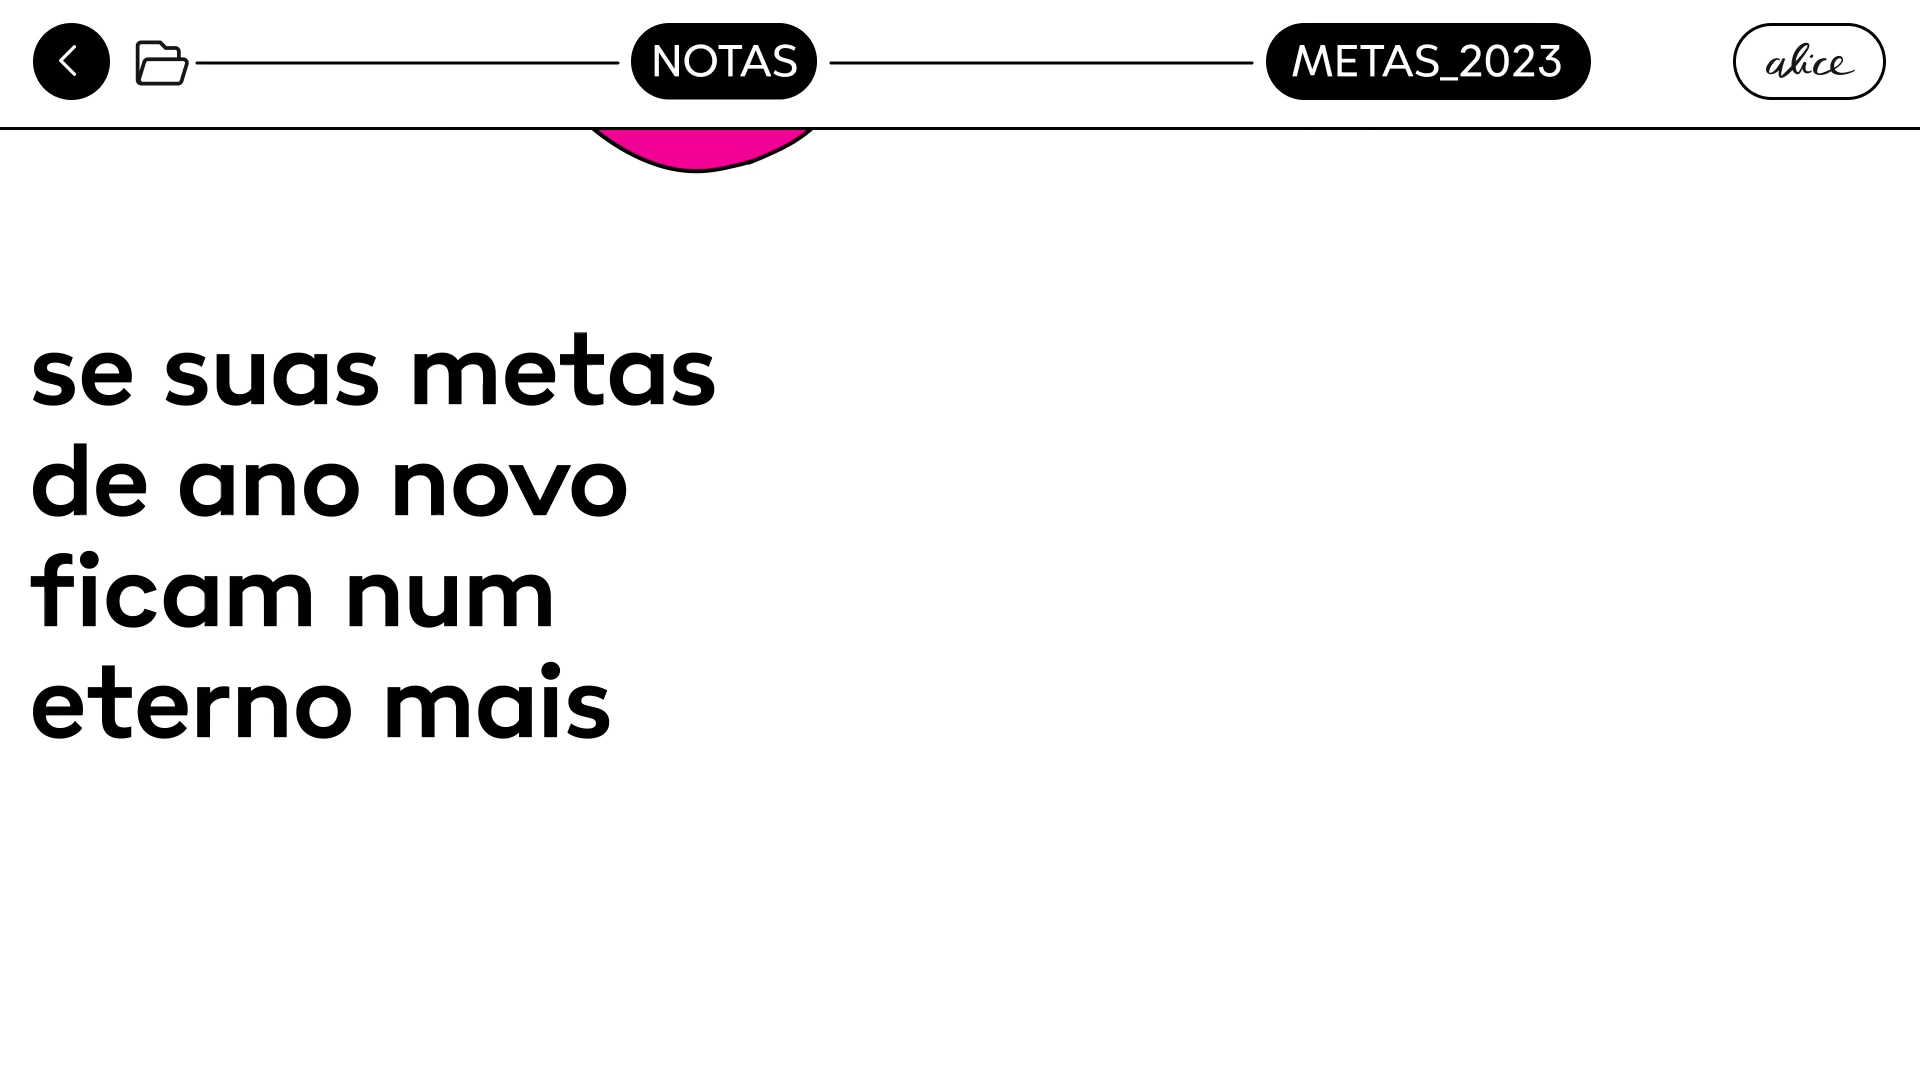 NOTAS
METAS_2023
alice
se suas metas
de ano novo
ficam num
eterno mais